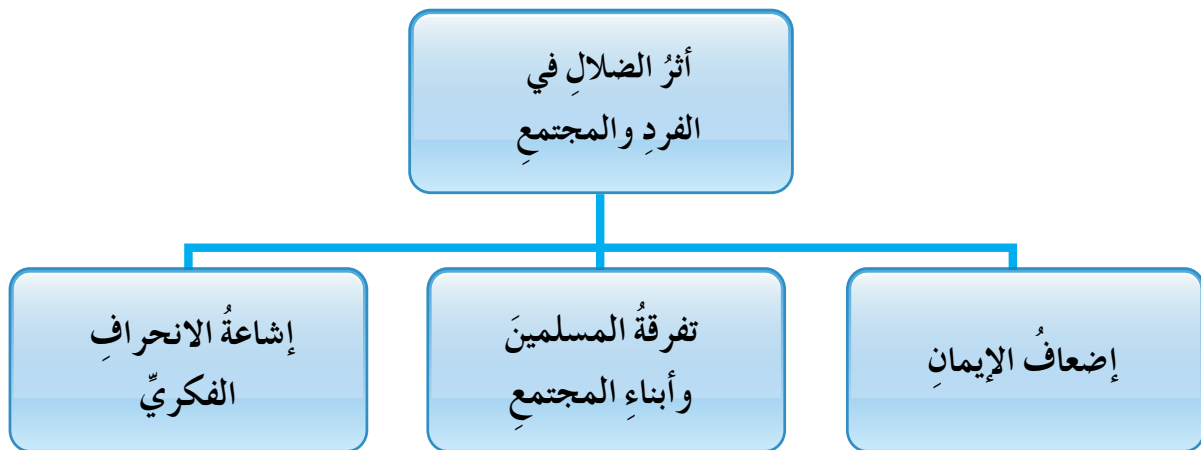 أثرُ الضلالِ في
الفردِ والمجتمعِ
إضعافُ الإيمانِ
تفرقةُ المسلمينَ
وأبناءِ المجتمعِ
إشاعةُ الانحرافِ
الفكريِّ